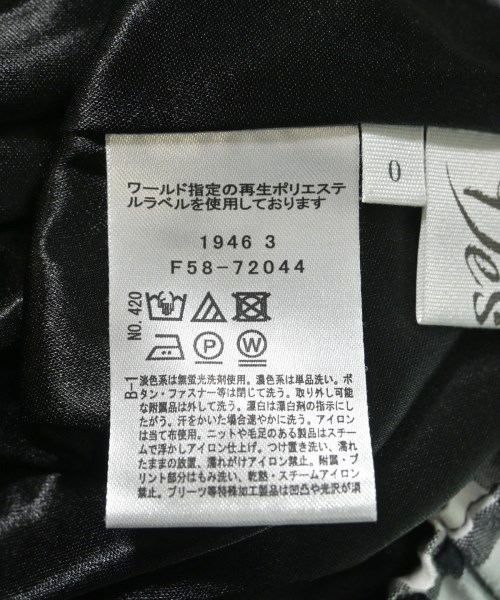 ワールド指定の再生ポリエステ
ルラベルを使用しております
1946 3
F58-72044
NO. 420
P
W
B-1
淡色系は無蛍光洗剤使用。濃色系は単品洗い。ボ
タン・ファスナー等は閉じて洗う。取り外し可能
な附属品は外して洗う。漂白は漂白剤の指示にし
たがう。汗をかいた場合速やかに洗う。アイロン
は当て布使用。ニットや毛足のある製品はスチー
ムで浮かしアイロン仕上げ。つけ置き洗い、濡れ
たままの放置、濡れがけアイロン禁止。附属・プ
リント部分はもみ洗い、乾熱・スチームアイロン
禁止。プリーツ等特殊加工製品は凹凸や光沢が消
0
Des